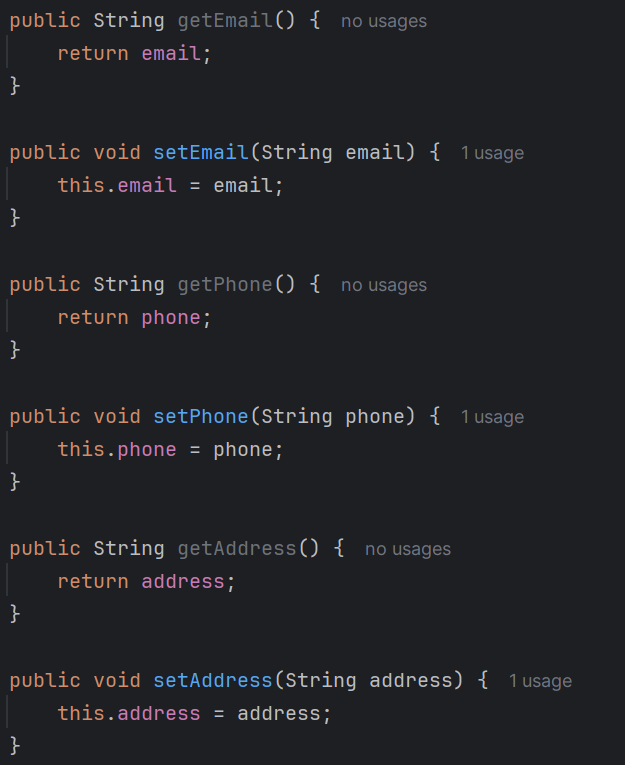 public String getEmail() {  no usages
    return email;
}

public void setEmail(String email) {  1 usage
    this.email = email;
}

public String getPhone() {  no usages
    return phone;
}

public void setPhone(String phone) {  1 usage
    this.phone = phone;
}

public String getAddress() {  no usages
    return address;
}

public void setAddress(String address) {  1 usage
    this.address = address;
}